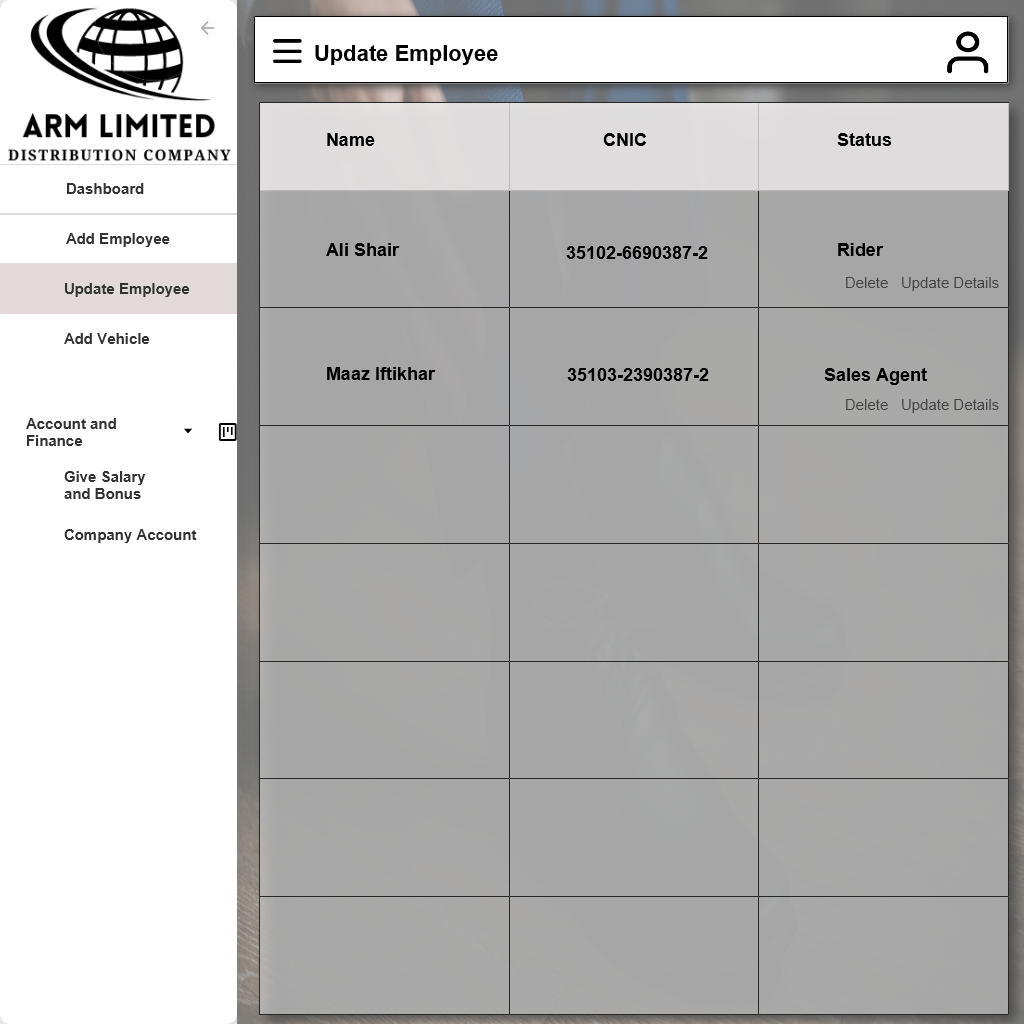 ARM LIMITED
DISTRIBUTION COMPANY
Dashboard
Add Employee
Update Employee
Add Vehicle
Account and
Finance
Give Salary
and Bonus
Company Account
Update Employee
Name CNIC Status
Ali Shair 35102-6690387-2 Rider
Delete Update Details
Maaz Iftikhar 35103-2390387-2 Sales Agent
Delete Update Details